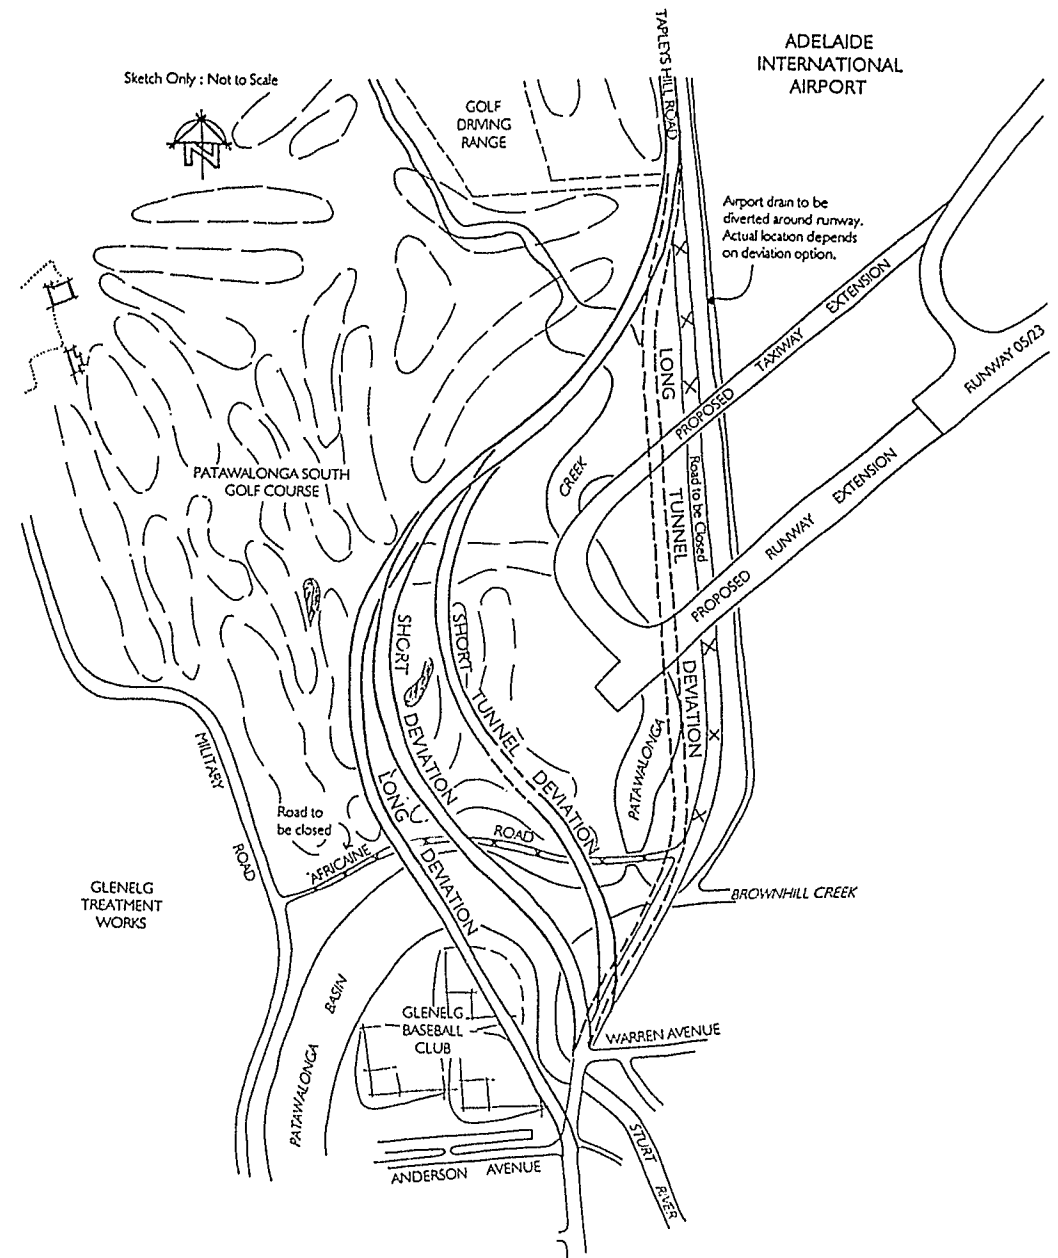 TAPLEYS HILL ROAD
ADELAIDE
INTERNATIONAL
AIRPORT
Sketch Only : Not to Scale
N
GOLF
DRIVING
RANGE
Airport drain to be
diverted around runway.
Actual location depends
on deviation option.
PROPOSED TAXIWAY EXTENSION
RUNWAY 05/23
LONG TUNNEL DEVIATION
Road to be Closed
PROPOSED RUNWAY EXTENSION
PATAWALONGA SOUTH
GOLF COURSE
CREEK
PATAWALONGA
SHORT DEVIATION
SHORT TUNNEL DEVIATION
LONG DEVIATION
MILITARY ROAD
Road to
be closed
AFRICAINE ROAD
GLENELG
TREATMENT
WORKS
BROWNHILL CREEK
PATAWALONGA BASIN
GLENELG
BASEBALL
CLUB
WARREN AVENUE
STURT RIVER
ANDERSON AVENUE